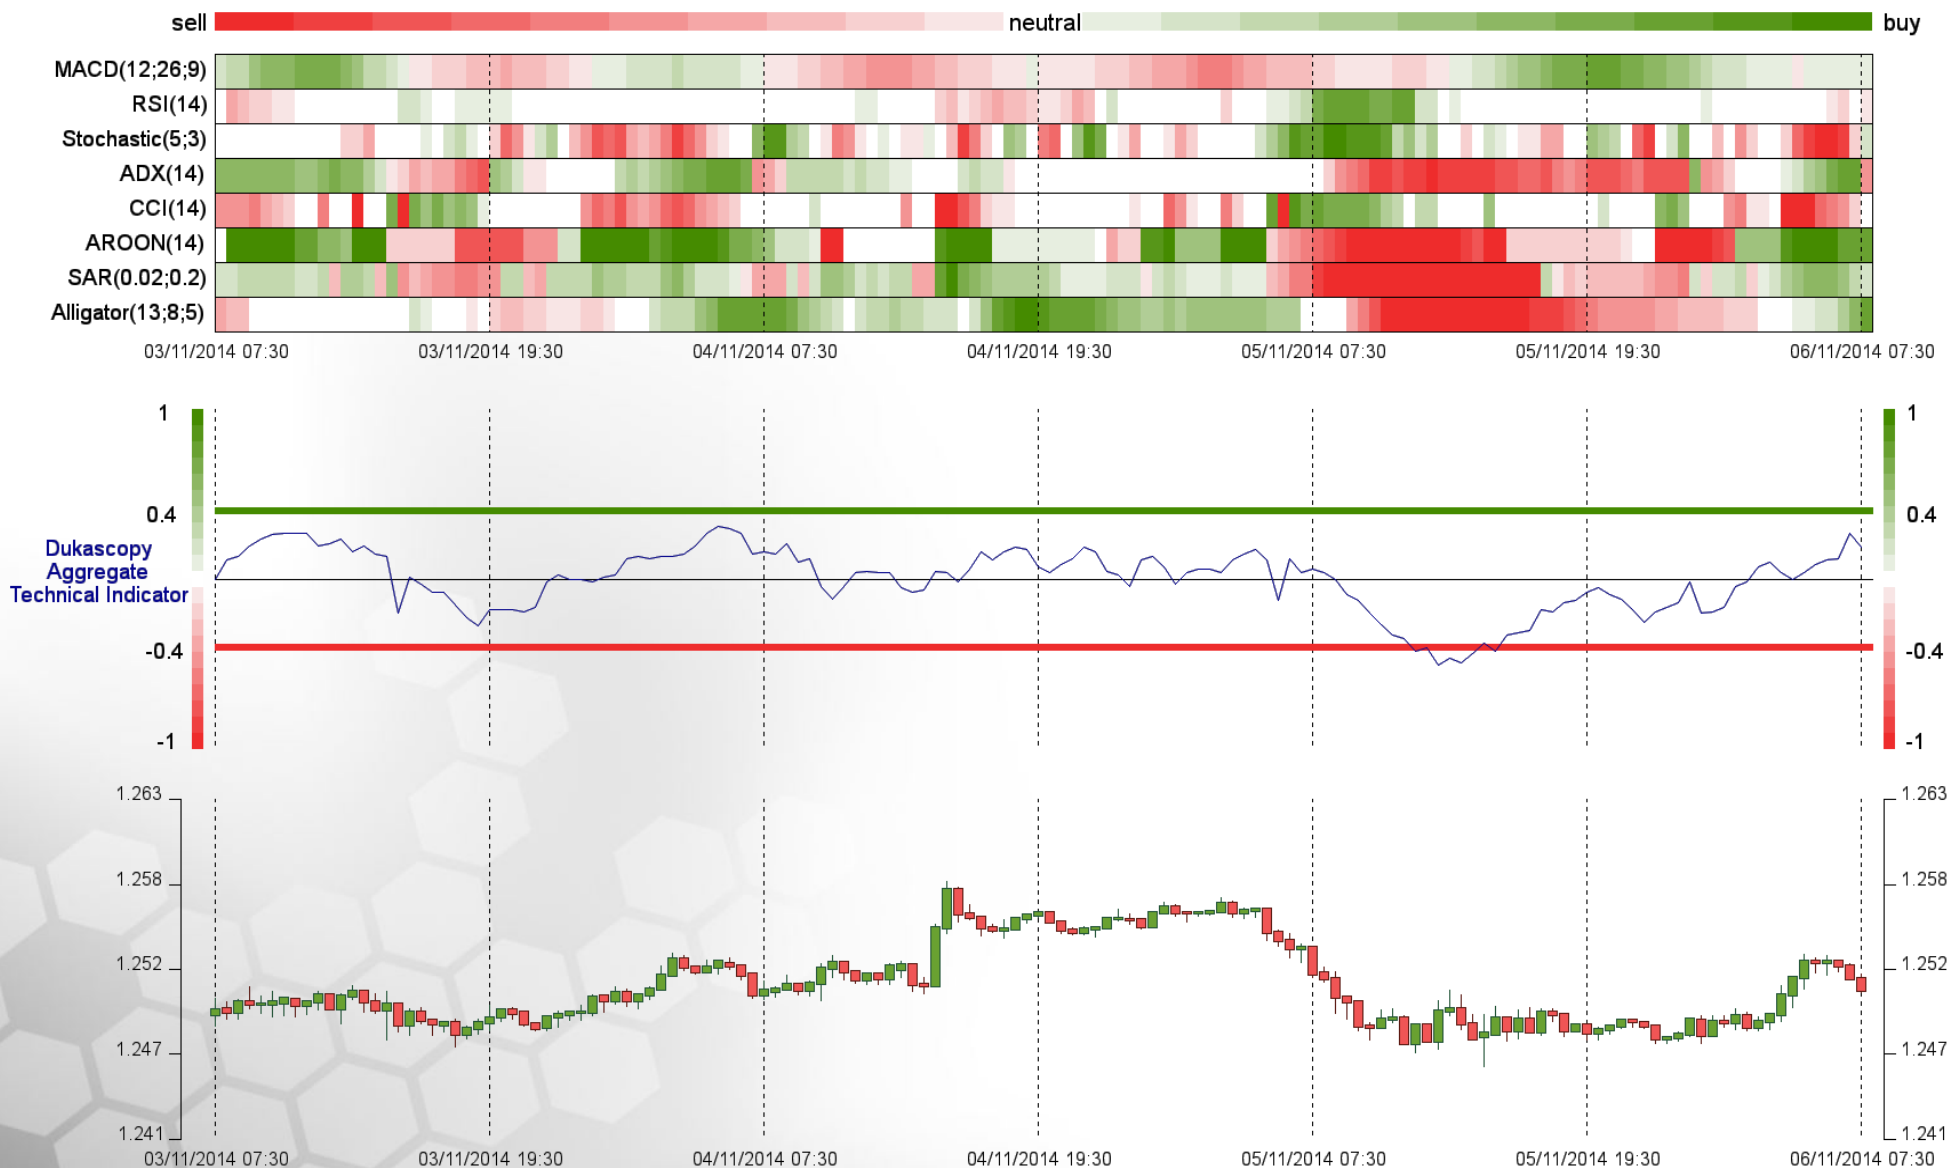 sell neutral buy
MACD(12;26;9)
RSI(14)
Stochastic(5;3)
ADX(14)
CCI(14)
AROON(14)
SAR(0.02;0.2)
Alligator(13;8;5)
03/11/2014 07:30 03/11/2014 19:30 04/11/2014 07:30 04/11/2014 19:30 05/11/2014 07:30 05/11/2014 19:30 06/11/2014 07:30
1 1
0.4 0.4
Dukascopy
Aggregate
Technical Indicator
-0.4 -0.4
-1 -1
1.263 1.263
1.258 1.258
1.252 1.252
1.247 1.247
1.241 1.241
03/11/2014 07:30 03/11/2014 19:30 04/11/2014 07:30 04/11/2014 19:30 05/11/2014 07:30 05/11/2014 19:30 06/11/2014 07:30